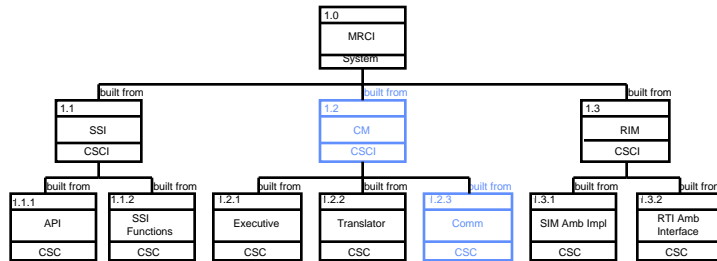 1.0
MRCI
System
built from
built from
built from
1.1
SSI
CSCI
1.2
CM
CSCI
1.3
RIM
CSCI
built from
built from
built from
built from
built from
built from
built from
1.1.1
API
CSC
1.1.2
SSI
Functions
CSC
1.2.1
Executive
CSC
1.2.2
Translator
CSC
1.2.3
Comm
CSC
1.3.1
SIM Amb Impl
CSC
1.3.2
RTI Amb
Interface
CSC